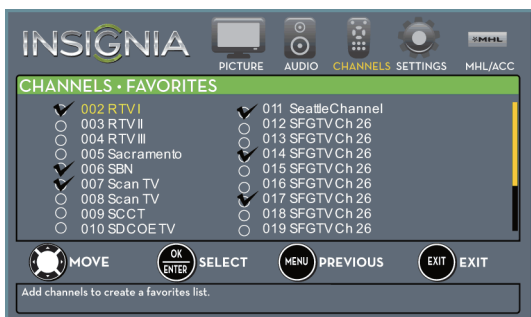 INSIGNIA
PICTURE AUDIO CHANNELS SETTINGS MHL MHL/ACC
CHANNELS • FAVORITES
002 RTV I
003 RTV II
004 RTV III
005 Sacramento
006 SBN
007 Scan TV
008 Scan TV
009 SCCT
010 SDCOE TV
011 SeattleChannel
012 SFGTV Ch 26
013 SFGTV Ch 26
014 SFGTV Ch 26
015 SFGTV Ch 26
016 SFGTV Ch 26
017 SFGTV Ch 26
018 SFGTV Ch 26
019 SFGTV Ch 26
MOVE OK ENTER SELECT MENU PREVIOUS EXIT EXIT
Add channels to create a favorites list.